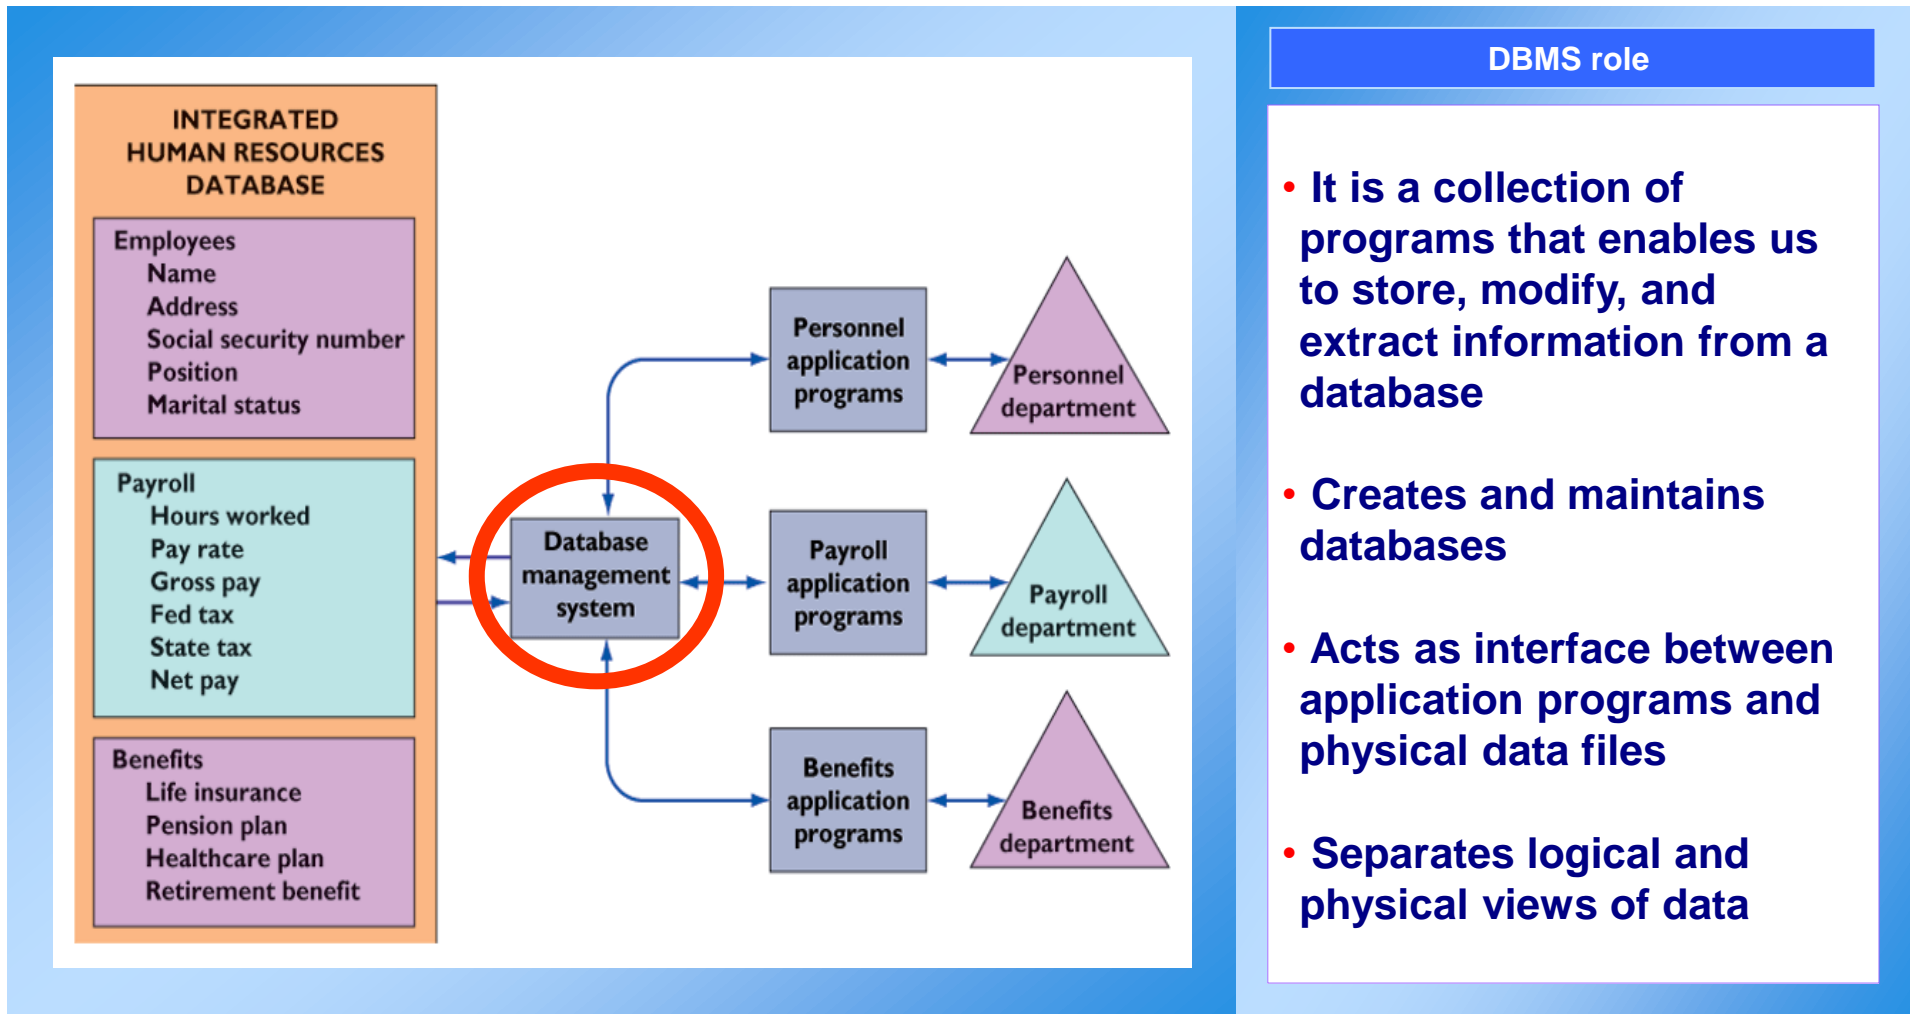 INTEGRATED
HUMAN RESOURCES
DATABASE
Employees
Name
Address
Social security number
Position
Marital status
Payroll
Hours worked
Pay rate
Gross pay
Fed tax
State tax
Net pay
Benefits
Life insurance
Pension plan
Healthcare plan
Retirement benefit
Database
management
system
Personnel
application
programs
Personnel
department
Payroll
application
programs
Payroll
department
Benefits
application
programs
Benefits
department
DBMS role
• It is a collection of
programs that enables us
to store, modify, and
extract information from a
database
• Creates and maintains
databases
• Acts as interface between
application programs and
physical data files
• Separates logical and
physical views of data